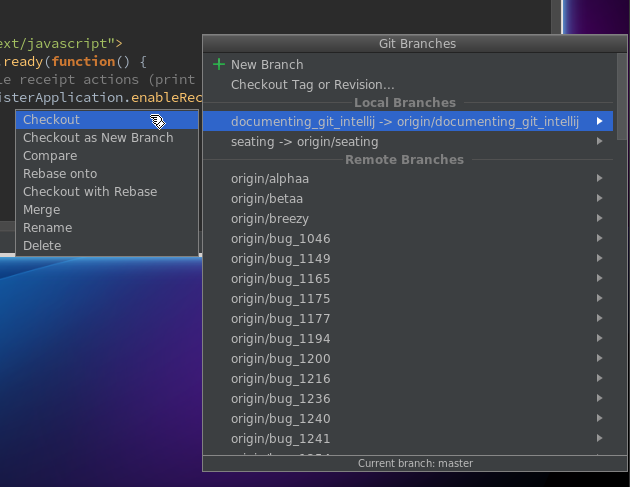 ext/javascript">
.ready(function() {
le receipt actions (print
isterApplication.enableRec
Checkout
Checkout as New Branch
Compare
Rebase onto
Checkout with Rebase
Merge
Rename
Delete
Git Branches
New Branch
Checkout Tag or Revision...
Local Branches
documenting_git_intellij -> origin/documenting_git_intellij
seating -> origin/seating
Remote Branches
origin/alphaa
origin/betaa
origin/breezy
origin/bug_1046
origin/bug_1149
origin/bug_1165
origin/bug_1175
origin/bug_1177
origin/bug_1194
origin/bug_1200
origin/bug_1216
origin/bug_1236
origin/bug_1240
origin/bug_1241
Current branch: master